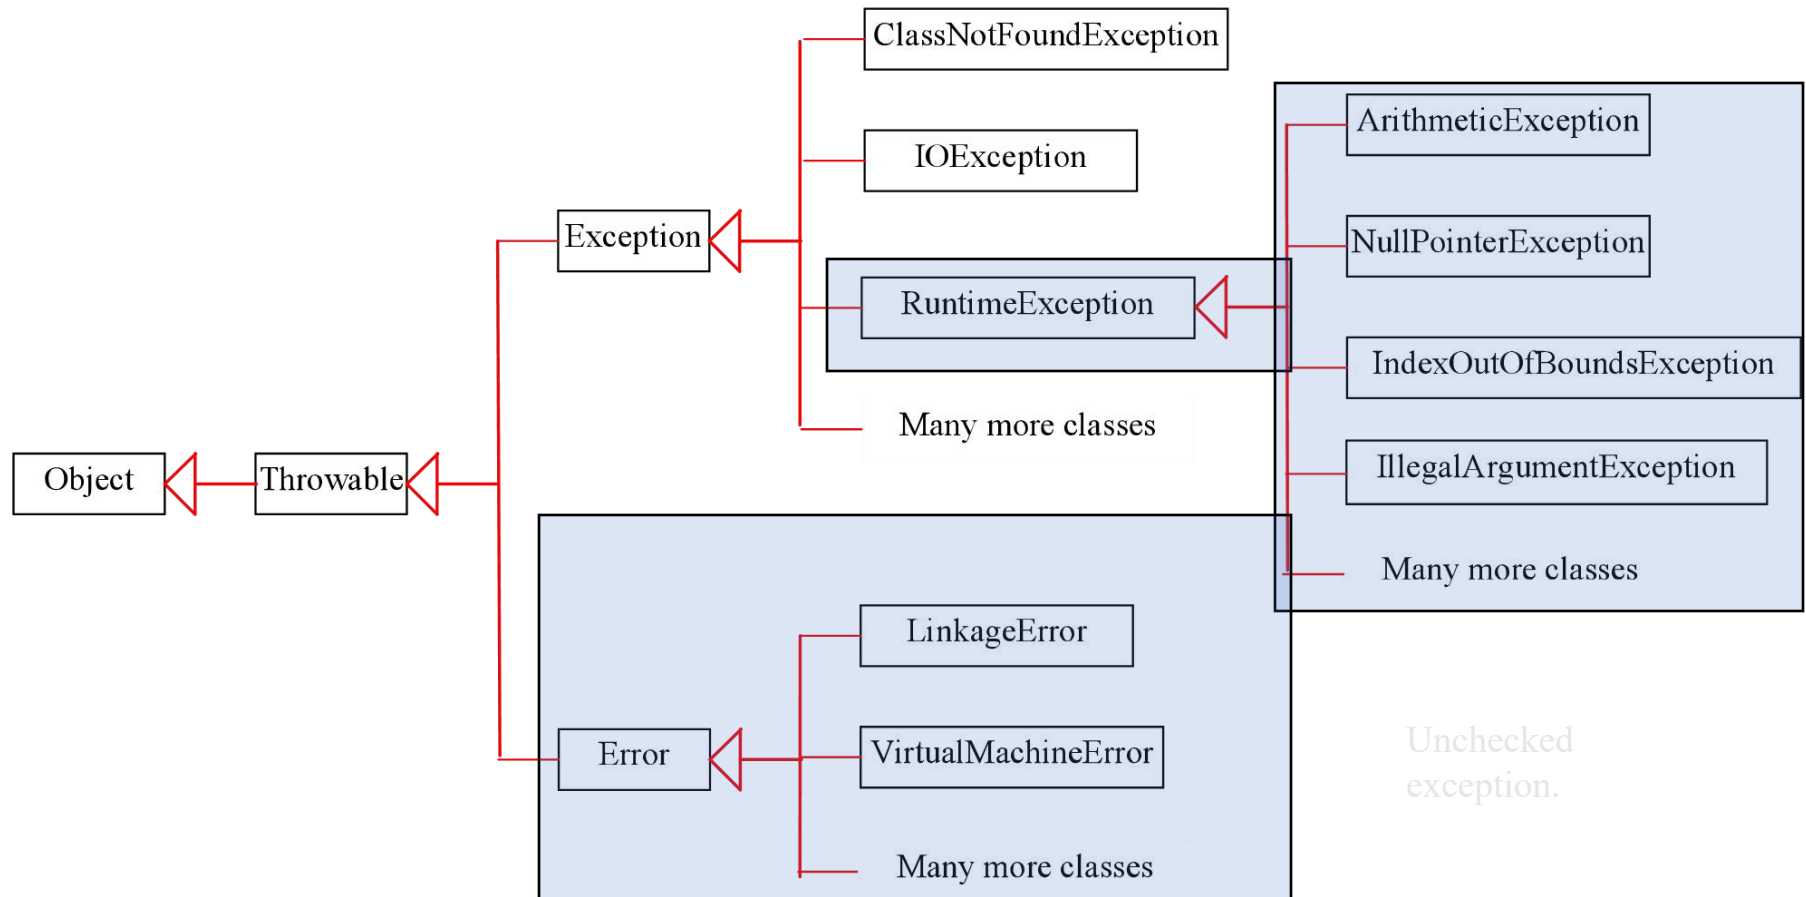 ClassNotFoundException
ArithmeticException
IOException
Exception
NullPointerException
RuntimeException
IndexOutOfBoundsException
Many more classes
Object
Throwable
IllegalArgumentException
Many more classes
LinkageError
Error
VirtualMachineError
Unchecked
exception.
Many more classes